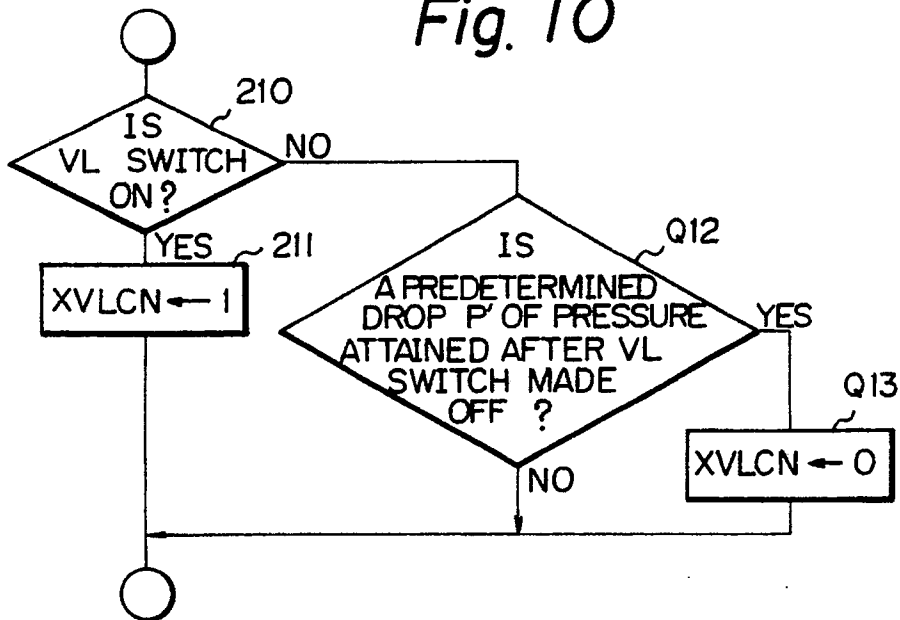 Fig. 10
210
IS
VL SWITCH
ON?
NO
YES
211
XVLCN ← 1
Q12
IS
A PREDETERMINED
DROP P' OF PRESSURE
ATTAINED AFTER VL
SWITCH MADE
OFF ?
YES
NO
Q13
XVLCN ← 0